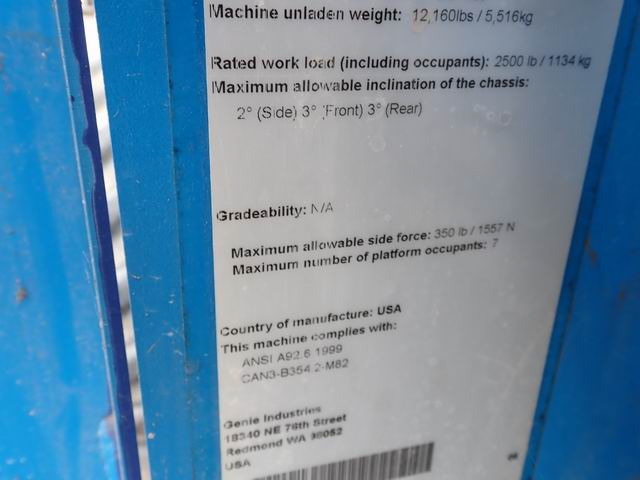 Machine unladen weight: 12,160lbs / 5,516kg
Rated work load (including occupants): 2500 lb / 1134 kg
Maximum allowable inclination of the chassis:
2° (Side) 3° (Front) 3° (Rear)
Gradeability: N/A
Maximum allowable side force: 350 lb / 1557 N
Maximum number of platform occupants: 7
Country of manufacture: USA
This machine complies with:
ANSI A92.6 1999
CAN3-B354.2-M82
Genie Industries
18340 NE 76th Street
Redmond WA 98052
USA